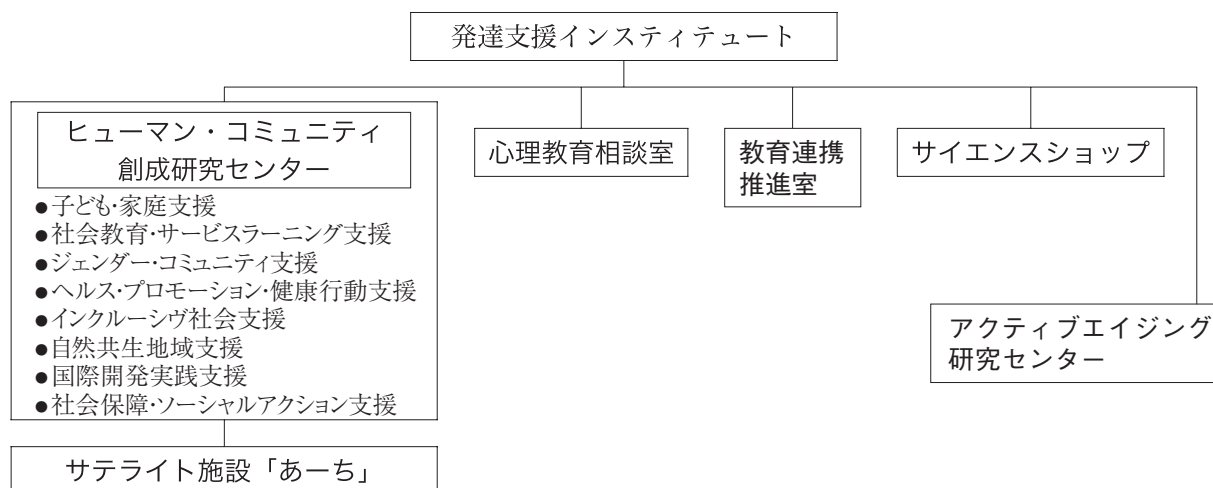 発達支援インスティテュート
ヒューマン・コミュニティ
創成研究センター
●子ども・家庭支援
●社会教育・サービスラーニング支援
●ジェンダー・コミュニティ支援
●ヘルス・プロモーション・健康行動支援
●インクルーシヴ社会支援
●自然共生地域支援
●国際開発実践支援
●社会保障・ソーシャルアクション支援
サテライト施設「あーち」
心理教育相談室
教育連携
推進室
サイエンスショップ
アクティブエイジング
研究センター